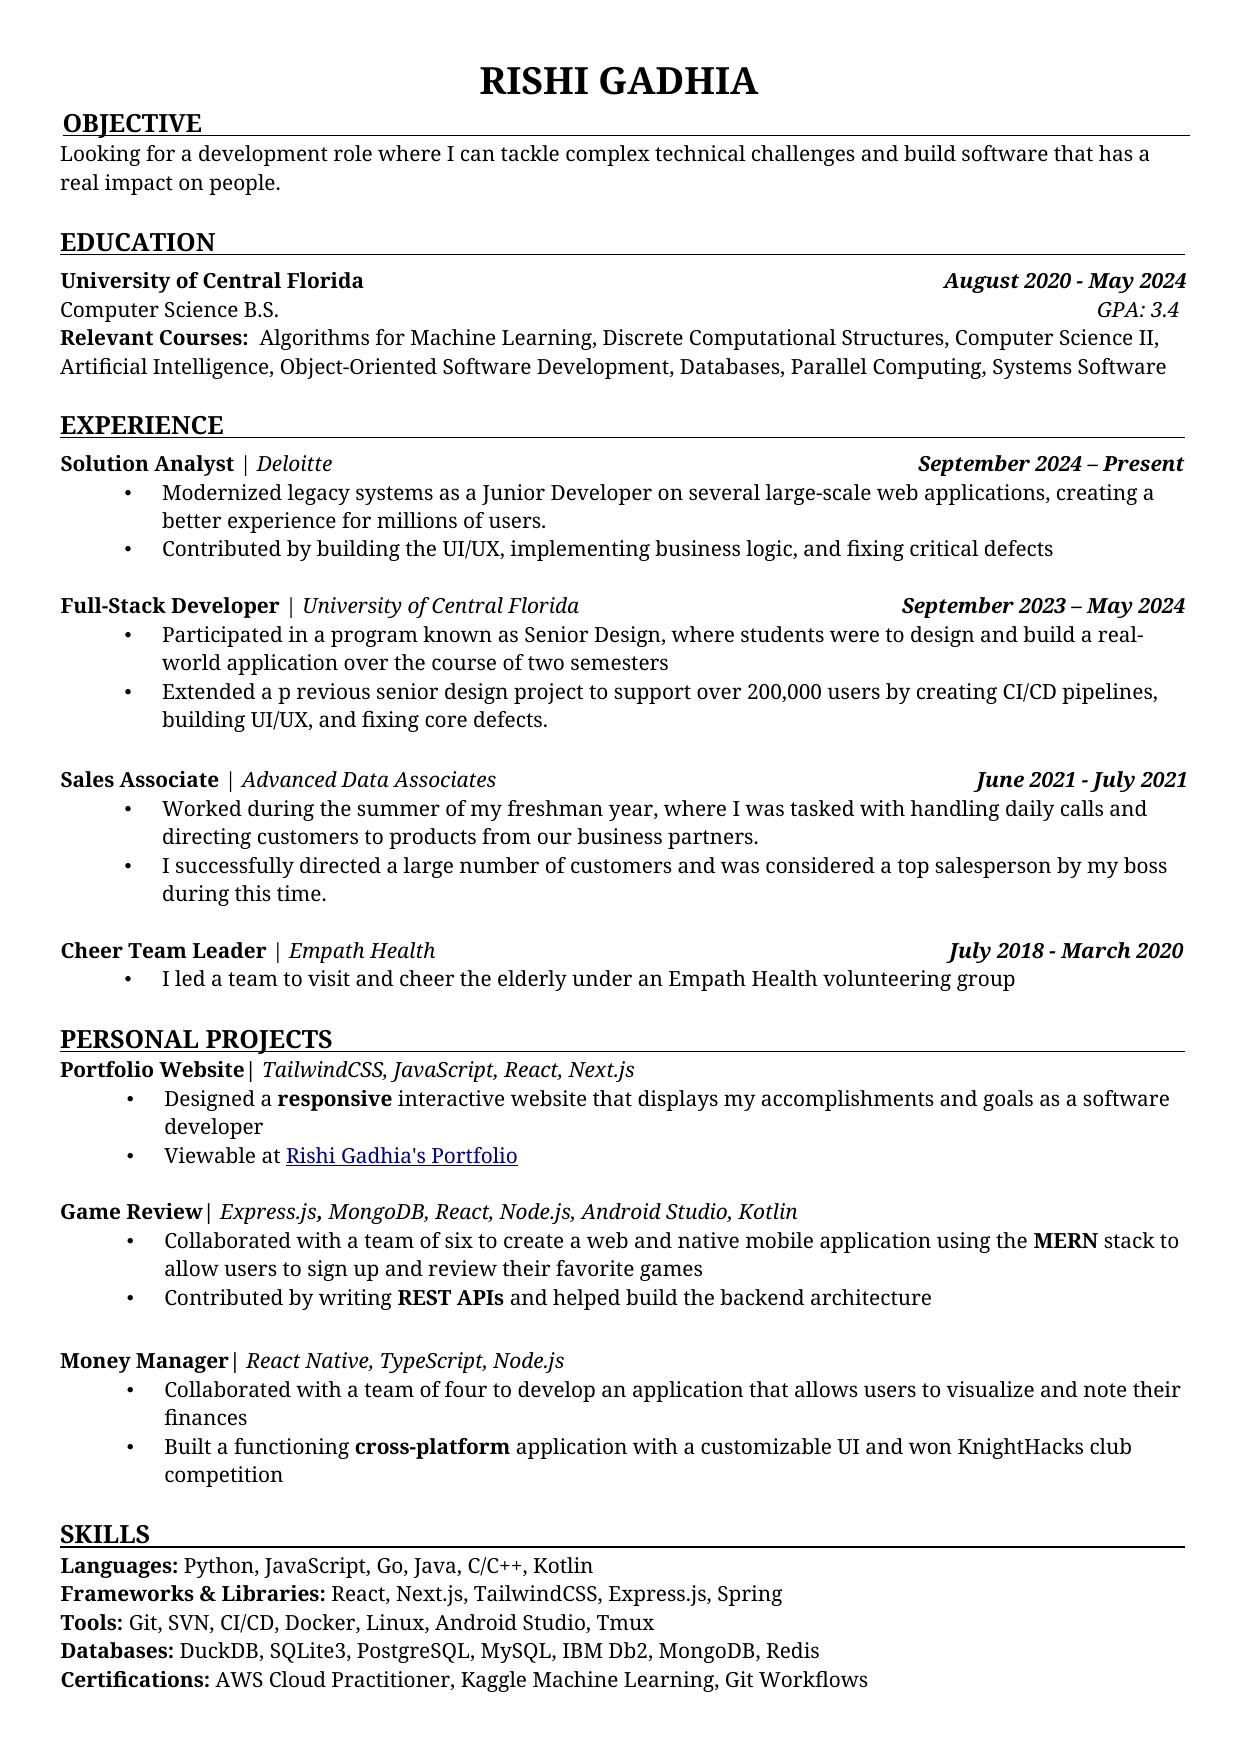 RISHI GADHIA
OBJECTIVE
Looking for a development role where I can tackle complex technical challenges and build software that has a
real impact on people.
EDUCATION
University of Central Florida August 2020 - May 2024
Computer Science B.S. GPA: 3.4
Relevant Courses: Algorithms for Machine Learning, Discrete Computational Structures, Computer Science II,
Artificial Intelligence, Object-Oriented Software Development, Databases, Parallel Computing, Systems Software
EXPERIENCE
Solution Analyst | Deloitte September 2024 – Present
• Modernized legacy systems as a Junior Developer on several large-scale web applications, creating a
better experience for millions of users.
• Contributed by building the UI/UX, implementing business logic, and fixing critical defects
Full-Stack Developer | University of Central Florida September 2023 – May 2024
• Participated in a program known as Senior Design, where students were to design and build a real-
world application over the course of two semesters
• Extended a p revious senior design project to support over 200,000 users by creating CI/CD pipelines,
building UI/UX, and fixing core defects.
Sales Associate | Advanced Data Associates June 2021 - July 2021
• Worked during the summer of my freshman year, where I was tasked with handling daily calls and
directing customers to products from our business partners.
• I successfully directed a large number of customers and was considered a top salesperson by my boss
during this time.
Cheer Team Leader | Empath Health July 2018 - March 2020
• I led a team to visit and cheer the elderly under an Empath Health volunteering group
PERSONAL PROJECTS
Portfolio Website| TailwindCSS, JavaScript, React, Next.js
• Designed a responsive interactive website that displays my accomplishments and goals as a software
developer
• Viewable at Rishi Gadhia's Portfolio
Game Review| Express.js, MongoDB, React, Node.js, Android Studio, Kotlin
• Collaborated with a team of six to create a web and native mobile application using the MERN stack to
allow users to sign up and review their favorite games
• Contributed by writing REST APIs and helped build the backend architecture
Money Manager| React Native, TypeScript, Node.js
• Collaborated with a team of four to develop an application that allows users to visualize and note their
finances
• Built a functioning cross-platform application with a customizable UI and won KnightHacks club
competition
SKILLS
Languages: Python, JavaScript, Go, Java, C/C++, Kotlin
Frameworks & Libraries: React, Next.js, TailwindCSS, Express.js, Spring
Tools: Git, SVN, CI/CD, Docker, Linux, Android Studio, Tmux
Databases: DuckDB, SQLite3, PostgreSQL, MySQL, IBM Db2, MongoDB, Redis
Certifications: AWS Cloud Practitioner, Kaggle Machine Learning, Git Workflows